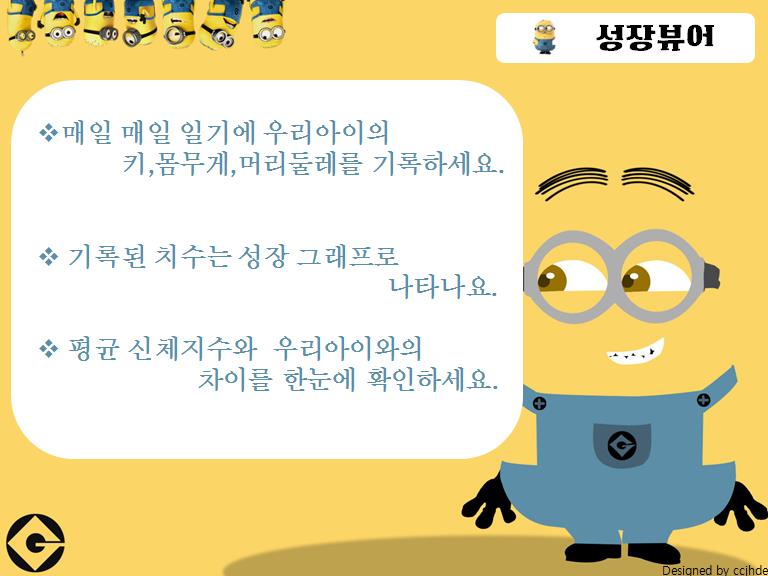 성장뷰어
❖매일 매일 일기에 우리아이의
키,몸무게,머리둘레를 기록하세요.
❖ 기록된 치수는 성장 그래프로
나타나요.
❖ 평균 신체지수와 우리아이와의
차이를 한눈에 확인하세요.
G
G
Designed by ccjhde